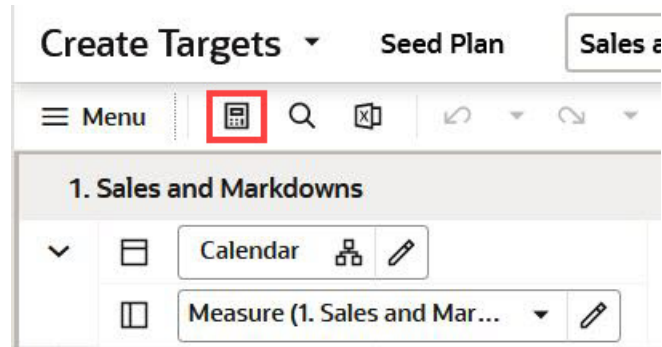 Create Targets Seed Plan Sales a
Menu
1. Sales and Markdowns
Calendar
Measure (1. Sales and Mar...